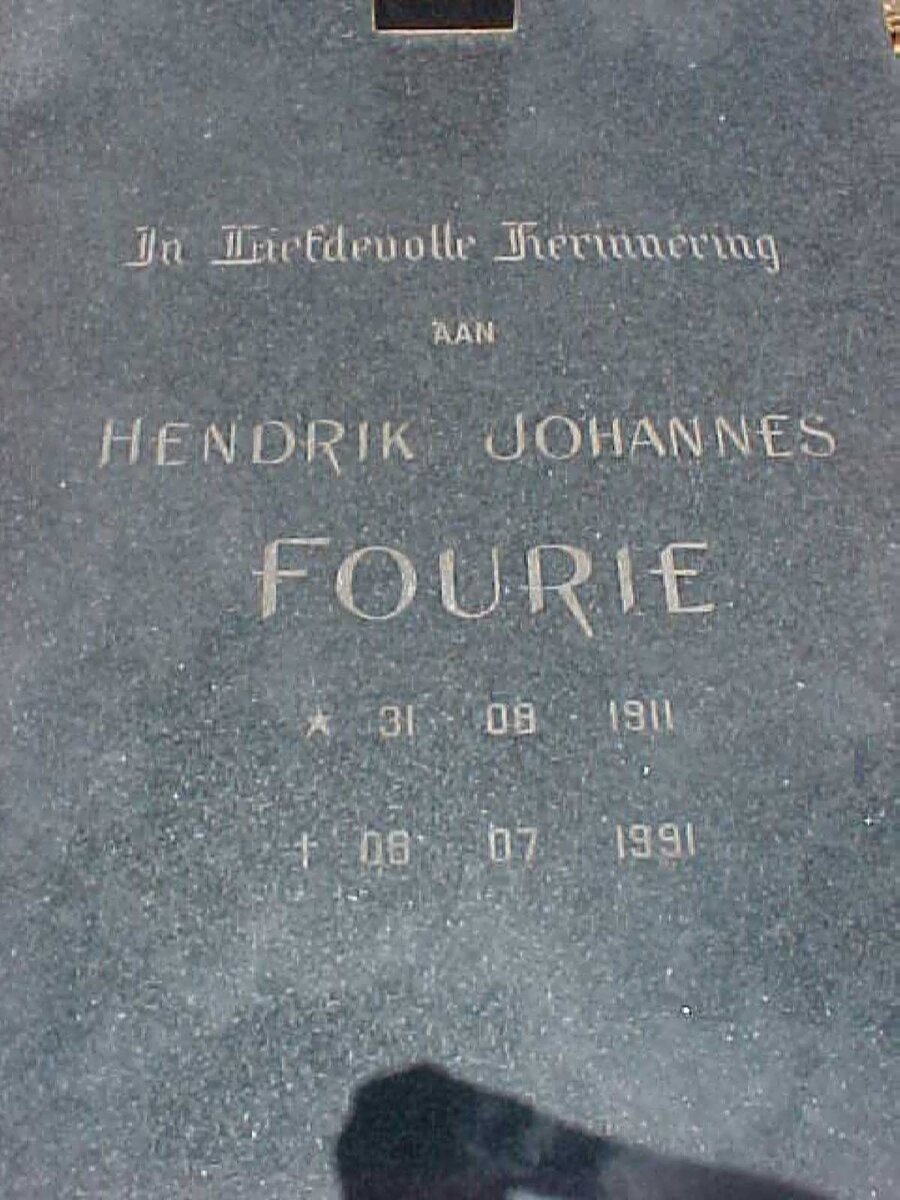 In Liefdevolle Herinnering
AAN
HENDRIK JOHANNES
FOURIE
★ 31 08 1911
† 08 07 1991